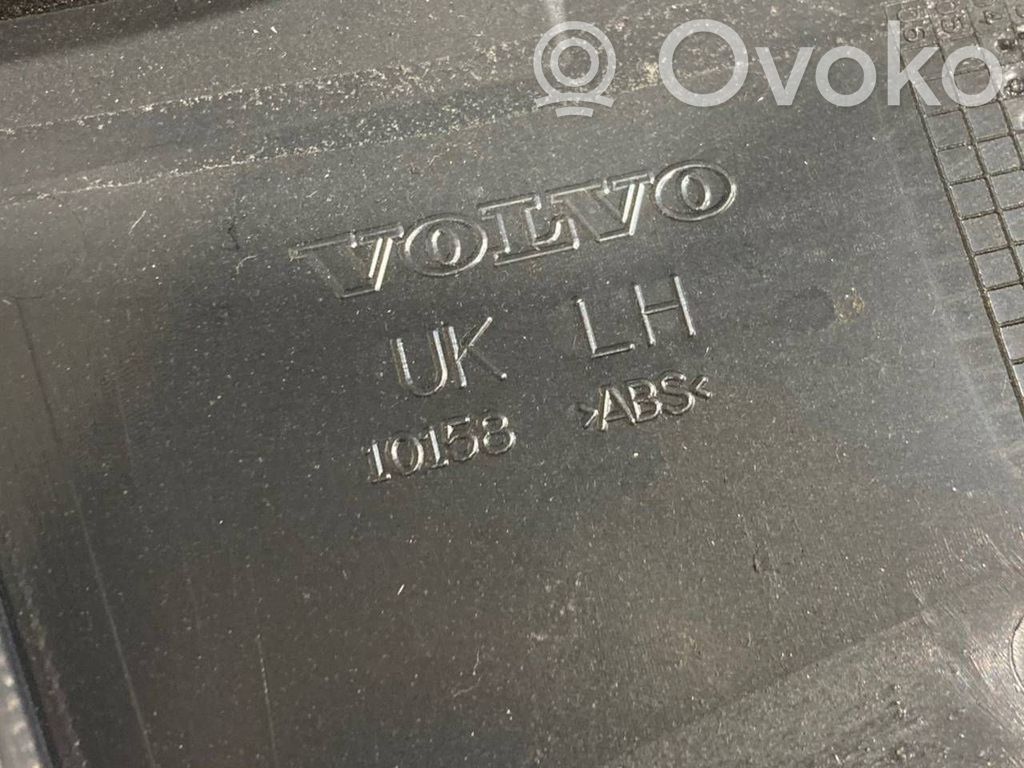 Ovoko
VOLVO
UK LH
10158 >ABS<